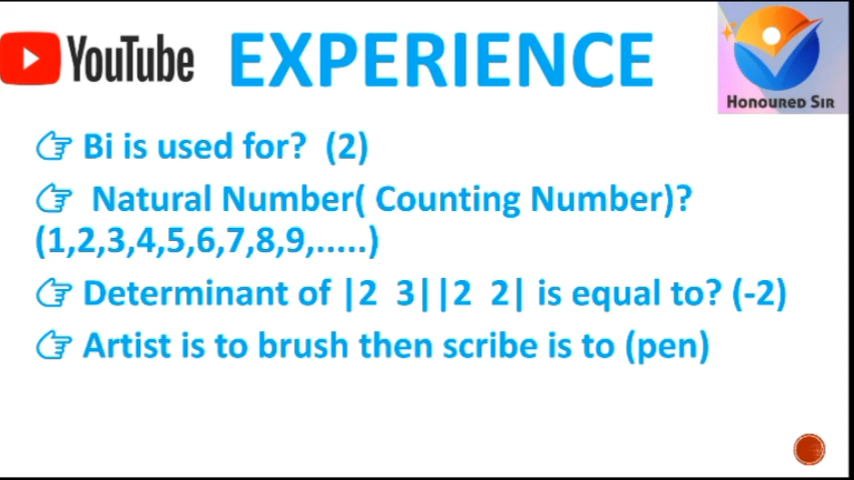 YouTube EXPERIENCE
Honoured Sir
Bi is used for? (2)
Natural Number( Counting Number)?
(1,2,3,4,5,6,7,8,9,.....)
Determinant of |2 3||2 2| is equal to? (-2)
Artist is to brush then scribe is to (pen)